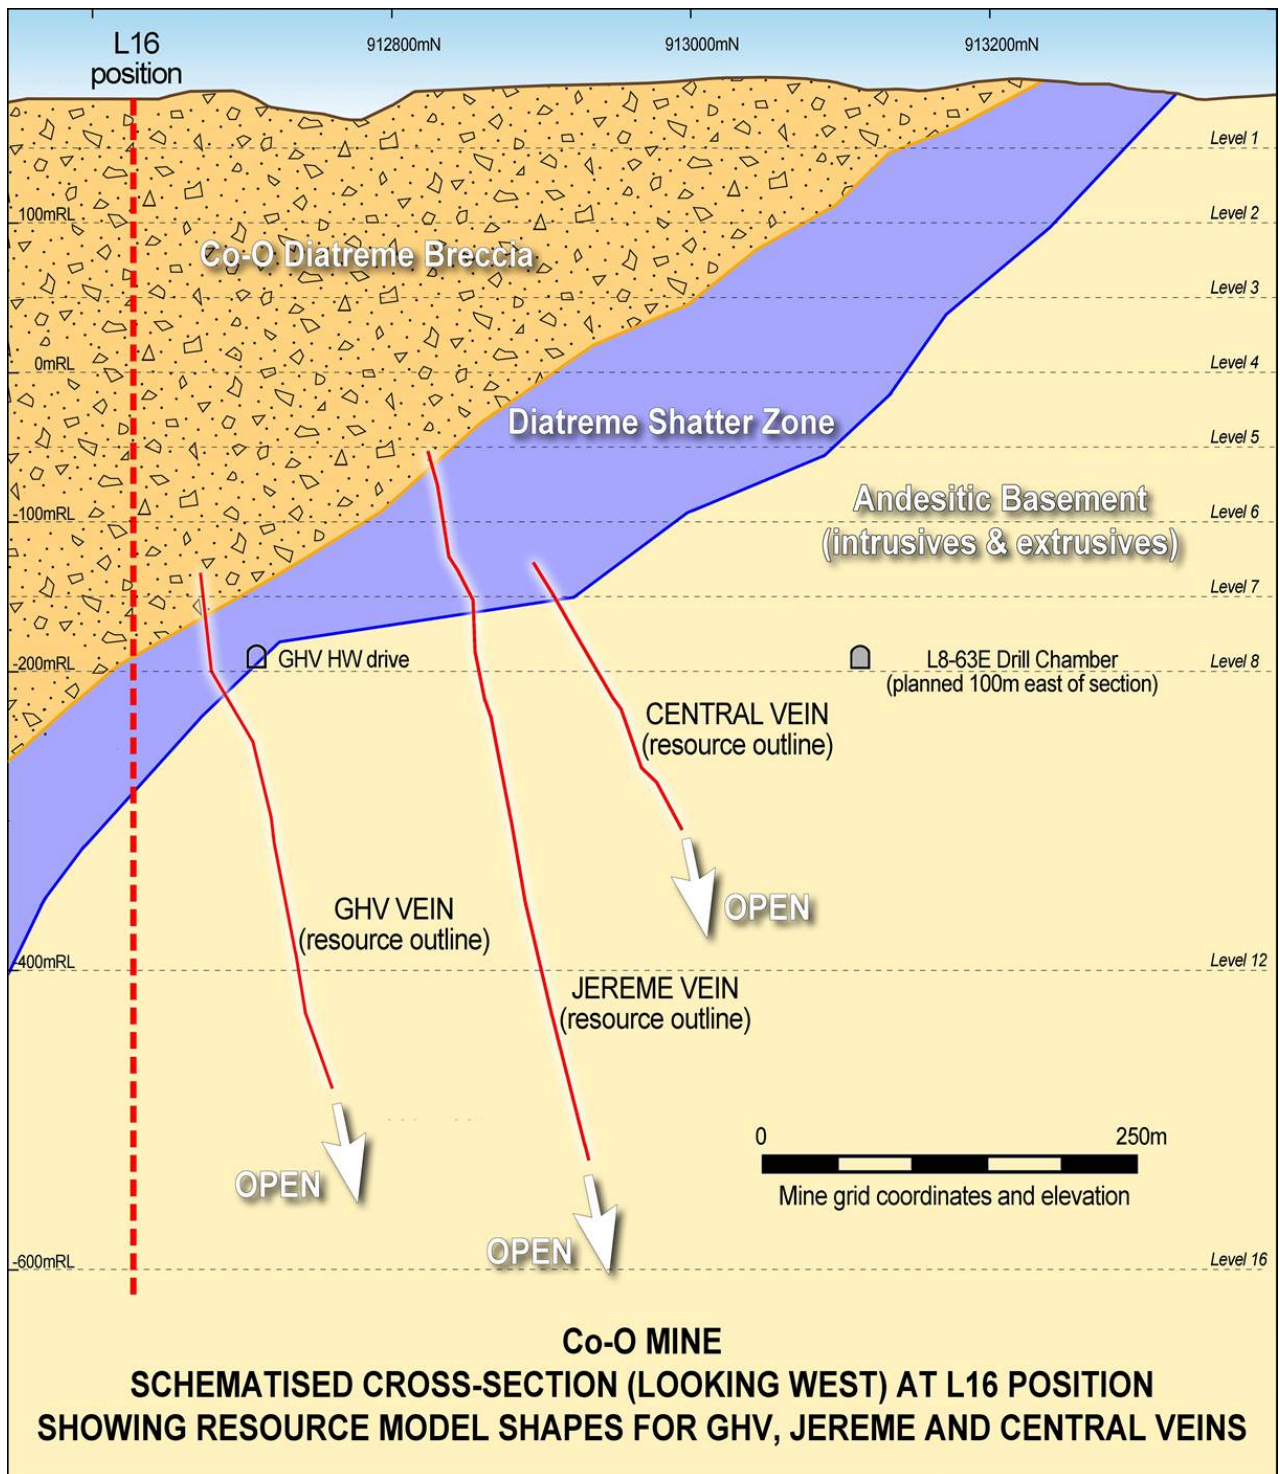 L16
position
912800mN
913000mN
913200mN
Level 1
100mRL
Level 2
Co-O Diatreme Breccia
Level 3
0mRL
Level 4
Diatreme Shatter Zone
Level 5
Andesitic Basement
(intrusives & extrusives)
-100mRL
Level 6
Level 7
GHV HW drive
L8-63E Drill Chamber
(planned 100m east of section)
-200mRL
Level 8
CENTRAL VEIN
(resource outline)
OPEN
GHV VEIN
(resource outline)
-400mRL
Level 12
JEREME VEIN
(resource outline)
0
250m
OPEN
Mine grid coordinates and elevation
OPEN
-600mRL
Level 16
Co-O MINE
SCHEMATISED CROSS-SECTION (LOOKING WEST) AT L16 POSITION
SHOWING RESOURCE MODEL SHAPES FOR GHV, JEREME AND CENTRAL VEINS